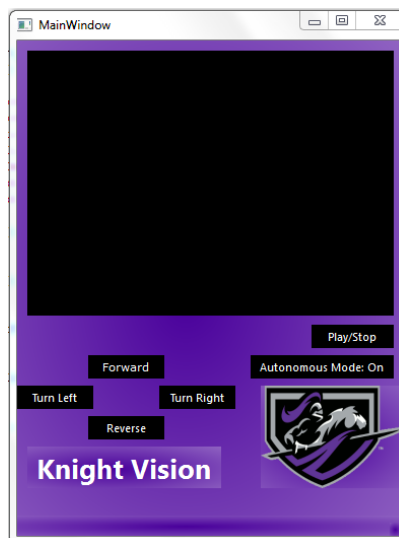 MainWindow
Play/Stop
Forward
Autonomous Mode: On
Turn Left
Turn Right
Reverse
Knight Vision